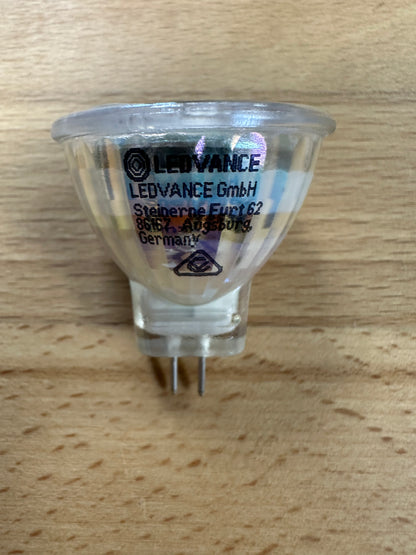 LEDVANCE
LEDVANCE GmbH
Steinerne Furt 62
86167, Augsburg,
Germany